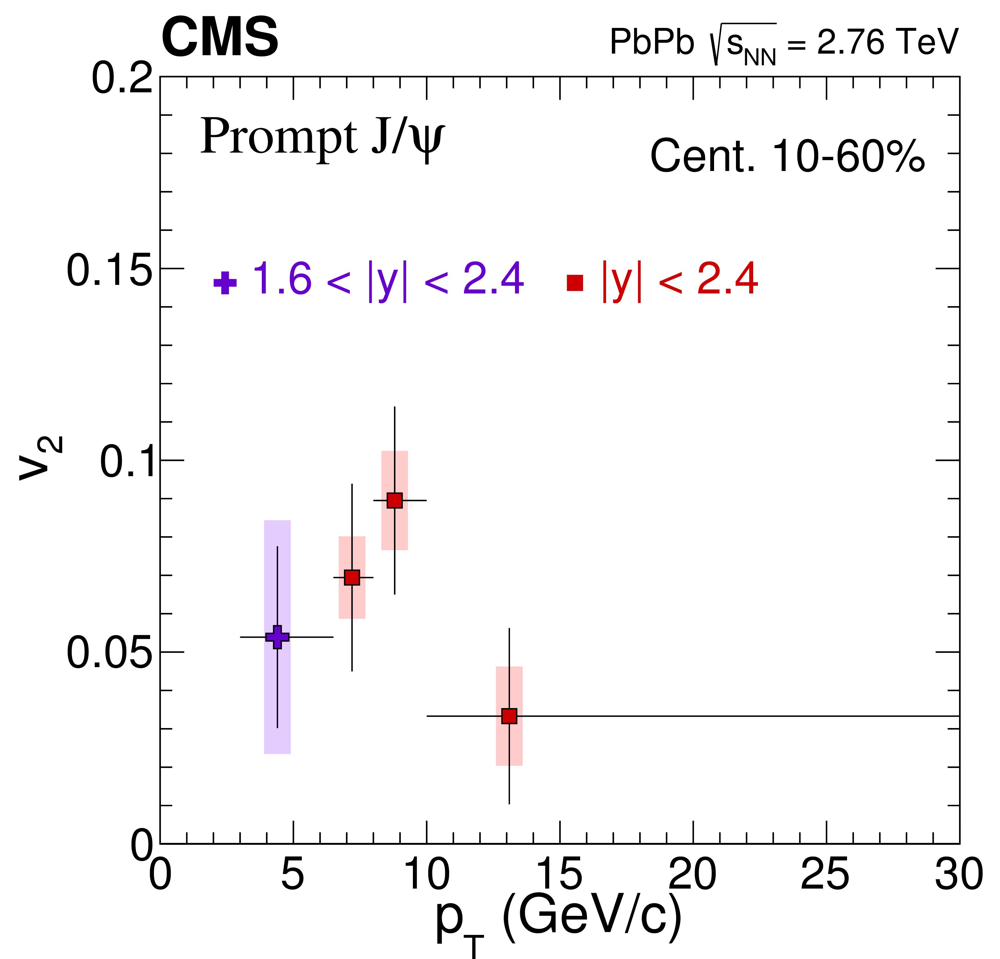 CMS
PbPb √sNN = 2.76 TeV
0.2
Prompt J/ψ
Cent. 10-60%
0.15
1.6 < |y| < 2.4
|y| < 2.4
v2
0.1
0.05
0
0 5 10 15 20 25 30
pT (GeV/c)